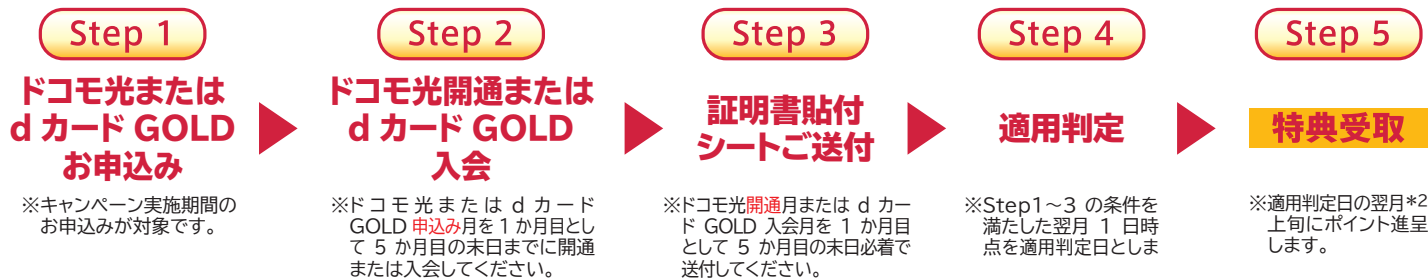 Step 1
ドコモ光または
d カード GOLD
お申込み
※キャンペーン実施期間の
お申込みが対象です。
Step 2
ドコモ光開通または
d カード GOLD
入会
※ドコモ光または d カード
GOLD 申込み月を 1 か月目とし
て 5 か月目の末日までに開通
または入会してください。
Step 3
証明書貼付
シートご送付
※ドコモ光開通月または d カー
ド GOLD 入会月を 1 か月目
として 5 か月目の末日必着で
送付してください。
Step 4
適用判定
※Step1~3 の条件を
満たした翌月 1 日時
点を適用判定日としま
Step 5
特典受取
※適用判定日の翌月*2
上旬にポイント進呈
します。